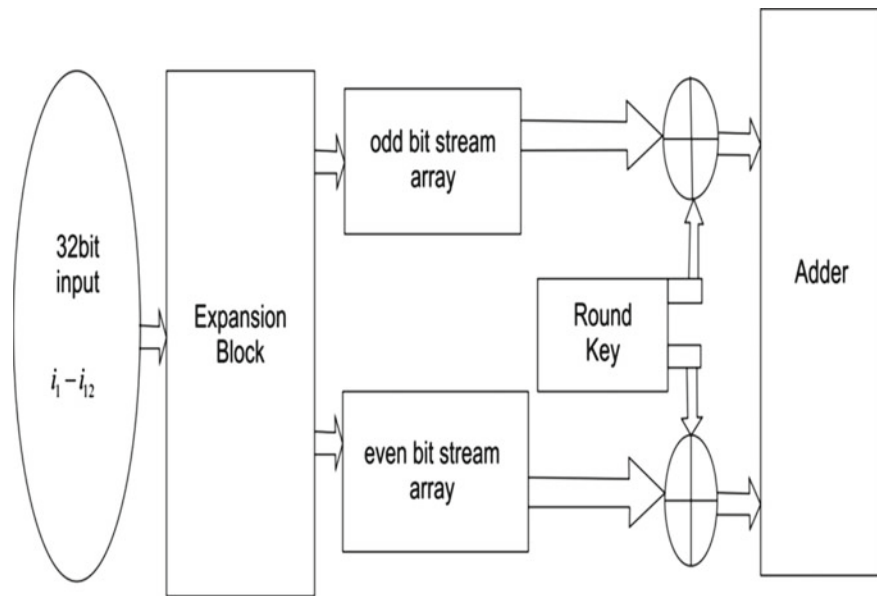 32bit
input
i₁ – i₁₂
Expansion
Block
odd bit stream
array
even bit stream
array
Round
Key
Adder